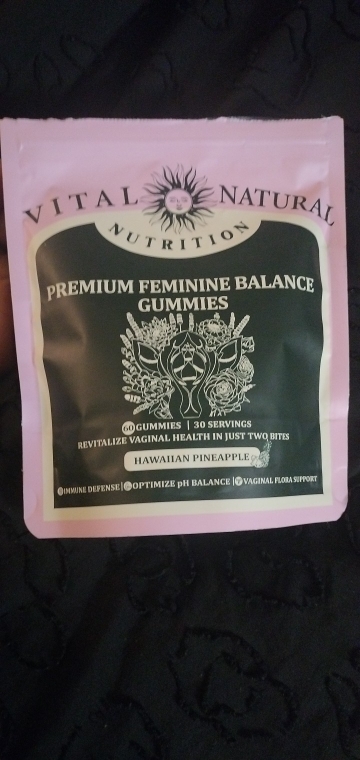 VITAL NATURAL
NUTRITION
PREMIUM FEMININE BALANCE
GUMMIES
60 GUMMIES | 30 SERVINGS
REVITALIZE VAGINAL HEALTH IN JUST TWO BITES
HAWAIIAN PINEAPPLE
IMMUNE DEFENSE | OPTIMIZE pH BALANCE | VAGINAL FLORA SUPPORT